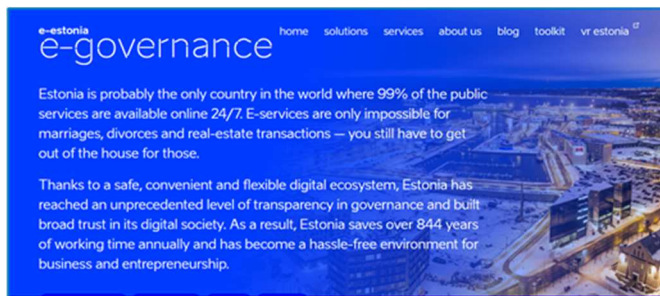 e-estonia
e-governance
home solutions services about us blog toolkit vr estonia
Estonia is probably the only country in the world where 99% of the public
services are available online 24/7. E-services are only impossible for
marriages, divorces and real-estate transactions — you still have to get
out of the house for those.
Thanks to a safe, convenient and flexible digital ecosystem, Estonia has
reached an unprecedented level of transparency in governance and built
broad trust in its digital society. As a result, Estonia saves over 844 years
of working time annually and has become a hassle-free environment for
business and entrepreneurship.